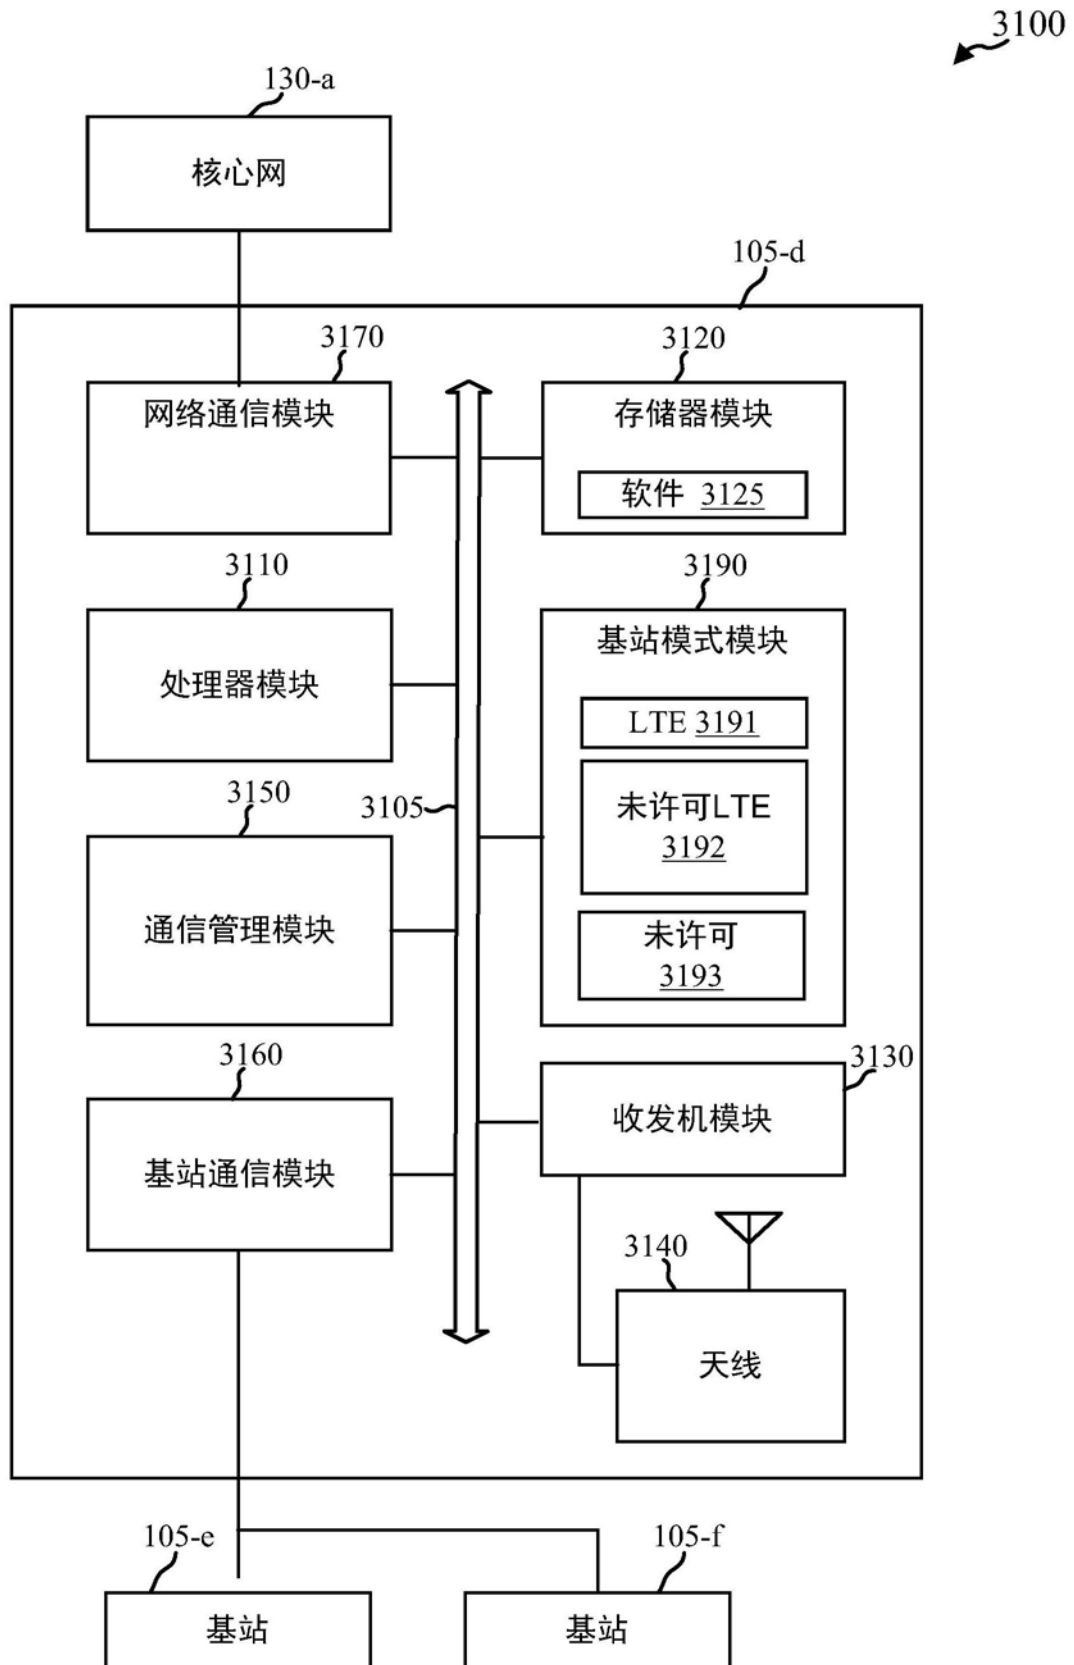 3100
130-a
核心网
105-d
3170
网络通信模块
3120
存储器模块
软件 3125
3110
处理器模块
3190
基站模式模块
LTE 3191
未许可LTE
3192
未许可
3193
3105
3150
通信管理模块
3160
基站通信模块
3130
收发机模块
3140
天线
105-e
基站
105-f
基站